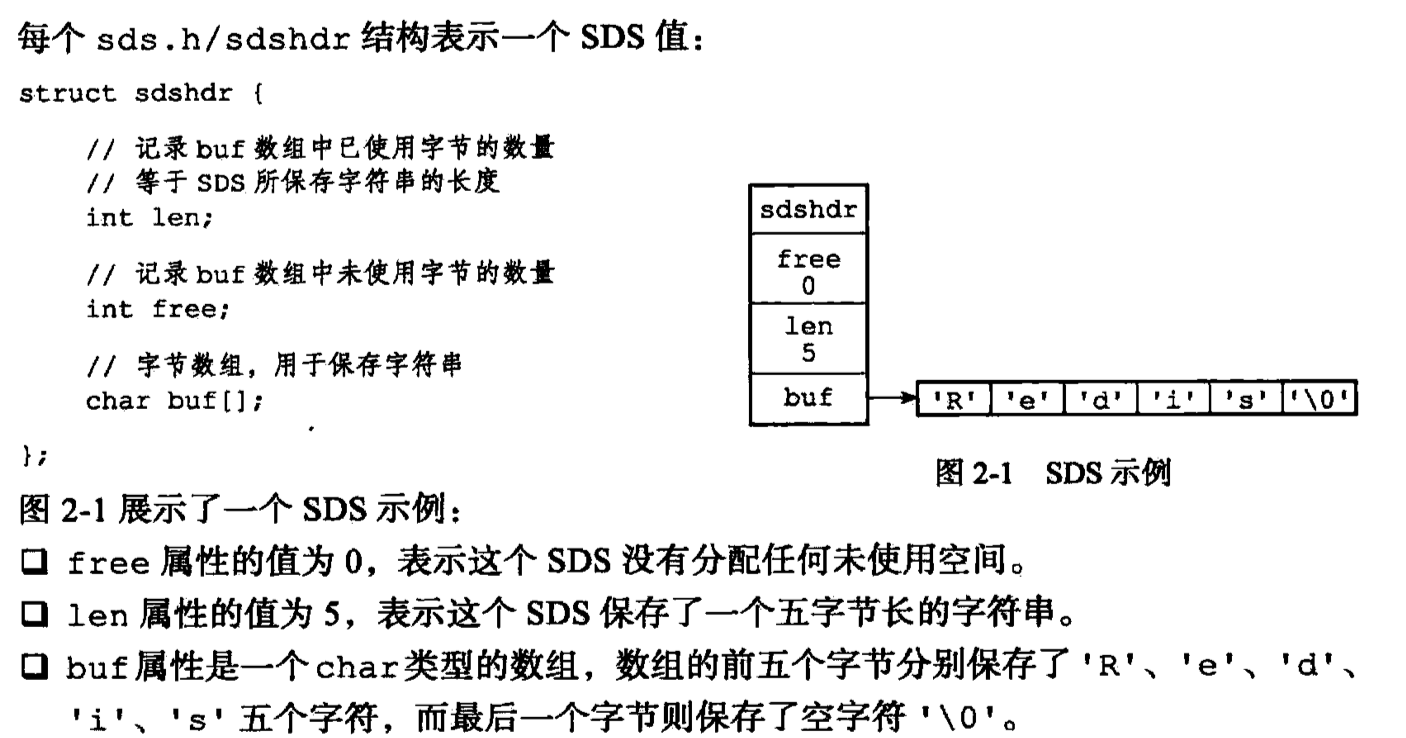 每个 sds.h/sdshdr 结构表示一个 SDS 值：
struct sdshdr {
// 记录 buf 数组中已使用字节的数量
// 等于 SDS 所保存字符串的长度
int len;
// 记录 buf 数组中未使用字节的数量
int free;
// 字节数组，用于保存字符串
char buf[];
};
sdshdr
free
0
len
5
buf
'R' 'e' 'd' 'i' 's' '\0'
图 2-1 SDS 示例
图 2-1 展示了一个 SDS 示例：
❏ free 属性的值为 0，表示这个 SDS 没有分配任何未使用空间。
❏ len 属性的值为 5，表示这个 SDS 保存了一个五字节长的字符串。
❏ buf 属性是一个 char 类型的数组，数组的前五个字节分别保存了 'R'、'e'、'd'、
'i'、's' 五个字符，而最后一个字节则保存了空字符 '\0'。